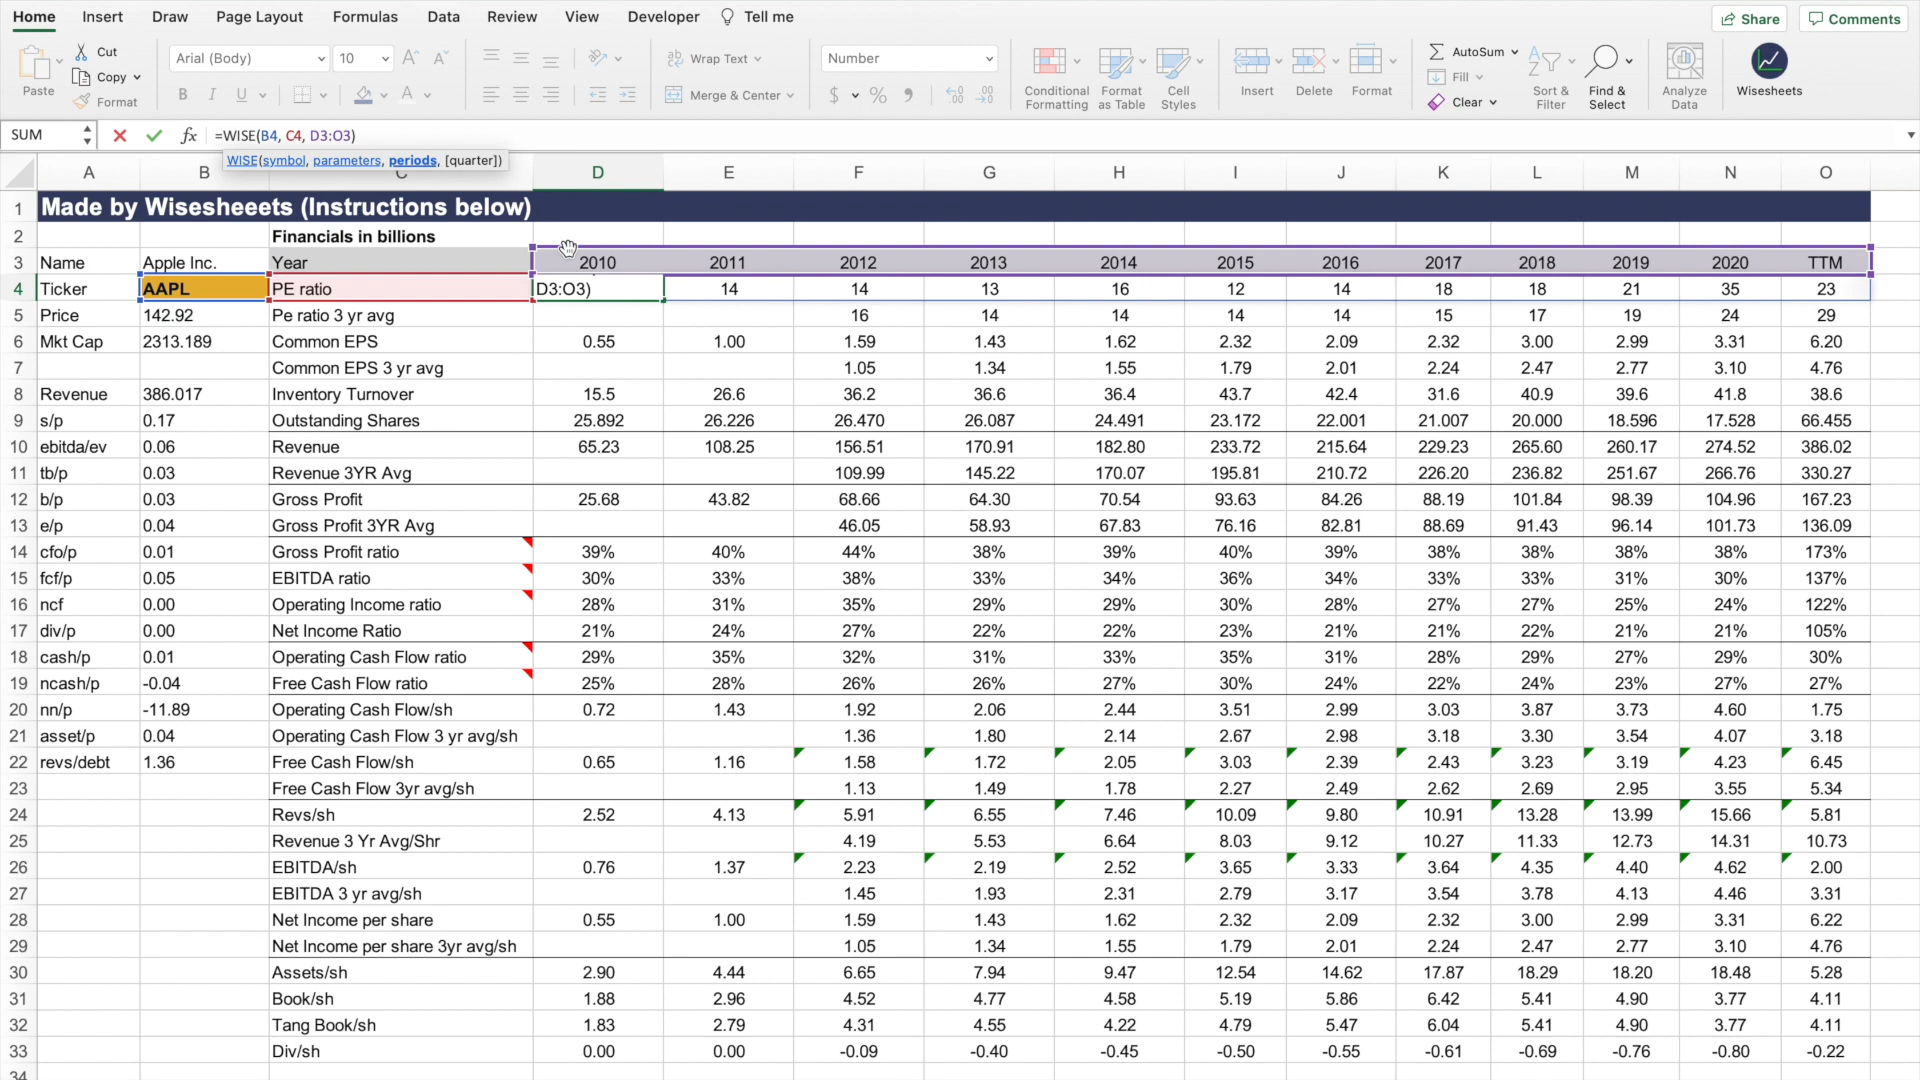 Home Insert Draw Page Layout Formulas Data Review View Developer Tell me Share Comments
Paste Cut Copy Format Arial (Body) 10 Wrap Text Merge & Center Number Conditional Formatting Format as Table Cell Styles Insert Delete Format AutoSum Fill Clear Sort & Filter Find & Select Analyze Data Wisesheets
SUM fx =WISE(B4, C4, D3:O3)
WISE(symbol, parameters, periods, [quarter])
A B C D E F G H I J K L M N O
1 Made by Wisesheeets (Instructions below)
2 Financials in billions
3 Name Apple Inc. Year 2010 2011 2012 2013 2014 2015 2016 2017 2018 2019 2020 TTM
4 Ticker AAPL PE ratio D3:O3) 14 14 13 16 12 14 18 18 21 35 23
5 Price 142.92 Pe ratio 3 yr avg 16 14 14 14 14 15 17 19 24 29
6 Mkt Cap 2313.189 Common EPS 0.55 1.00 1.59 1.43 1.62 2.32 2.09 2.32 3.00 2.99 3.31 6.20
7 Common EPS 3 yr avg 1.05 1.34 1.55 1.79 2.01 2.24 2.47 2.77 3.10 4.76
8 Revenue 386.017 Inventory Turnover 15.5 26.6 36.2 36.6 36.4 43.7 42.4 31.6 40.9 39.6 41.8 38.6
9 s/p 0.17 Outstanding Shares 25.892 26.226 26.470 26.087 24.491 23.172 22.001 21.007 20.000 18.596 17.528 66.455
10 ebitda/ev 0.06 Revenue 65.23 108.25 156.51 170.91 182.80 233.72 215.64 229.23 265.60 260.17 274.52 386.02
11 tb/p 0.03 Revenue 3YR Avg 109.99 145.22 170.07 195.81 210.72 226.20 236.82 251.67 266.76 330.27
12 b/p 0.03 Gross Profit 25.68 43.82 68.66 64.30 70.54 93.63 84.26 88.19 101.84 98.39 104.96 167.23
13 e/p 0.04 Gross Profit 3YR Avg 46.05 58.93 67.83 76.16 82.81 88.69 91.43 96.14 101.73 136.09
14 cfo/p 0.01 Gross Profit ratio 39% 40% 44% 38% 39% 40% 39% 38% 38% 38% 38% 173%
15 fcf/p 0.05 EBITDA ratio 30% 33% 38% 33% 34% 36% 34% 33% 33% 31% 30% 137%
16 ncf 0.00 Operating Income ratio 28% 31% 35% 29% 29% 30% 28% 27% 27% 25% 24% 122%
17 div/p 0.00 Net Income Ratio 21% 24% 27% 22% 22% 23% 21% 21% 22% 21% 21% 105%
18 cash/p 0.01 Operating Cash Flow ratio 29% 35% 32% 31% 33% 35% 31% 28% 29% 27% 29% 30%
19 ncash/p -0.04 Free Cash Flow ratio 25% 28% 26% 26% 27% 30% 24% 22% 24% 23% 27% 27%
20 nn/p -11.89 Operating Cash Flow/sh 0.72 1.43 1.92 2.06 2.44 3.51 2.99 3.03 3.87 3.73 4.60 1.75
21 asset/p 0.04 Operating Cash Flow 3 yr avg/sh 1.36 1.80 2.14 2.67 2.98 3.18 3.30 3.54 4.07 3.18
22 revs/debt 1.36 Free Cash Flow/sh 0.65 1.16 1.58 1.72 2.05 3.03 2.39 2.43 3.23 3.19 4.23 6.45
23 Free Cash Flow 3yr avg/sh 1.13 1.49 1.78 2.27 2.49 2.62 2.69 2.95 3.55 5.34
24 Revs/sh 2.52 4.13 5.91 6.55 7.46 10.09 9.80 10.91 13.28 13.99 15.66 5.81
25 Revenue 3 Yr Avg/Shr 4.19 5.53 6.64 8.03 9.12 10.27 11.33 12.73 14.31 10.73
26 EBITDA/sh 0.76 1.37 2.23 2.19 2.52 3.65 3.33 3.64 4.35 4.40 4.62 2.00
27 EBITDA 3 yr avg/sh 1.45 1.93 2.31 2.79 3.17 3.54 3.78 4.13 4.46 3.31
28 Net Income per share 0.55 1.00 1.59 1.43 1.62 2.32 2.09 2.32 3.00 2.99 3.31 6.22
29 Net Income per share 3yr avg/sh 1.05 1.34 1.55 1.79 2.01 2.24 2.47 2.77 3.10 4.76
30 Assets/sh 2.90 4.44 6.65 7.94 9.47 12.54 14.62 17.87 18.29 18.20 18.48 5.28
31 Book/sh 1.88 2.96 4.52 4.77 4.58 5.19 5.86 6.42 5.41 4.90 3.77 4.11
32 Tang Book/sh 1.83 2.79 4.31 4.55 4.22 4.79 5.47 6.04 5.41 4.90 3.77 4.11
33 Div/sh 0.00 0.00 -0.09 -0.40 -0.45 -0.50 -0.55 -0.61 -0.69 -0.76 -0.80 -0.22
34